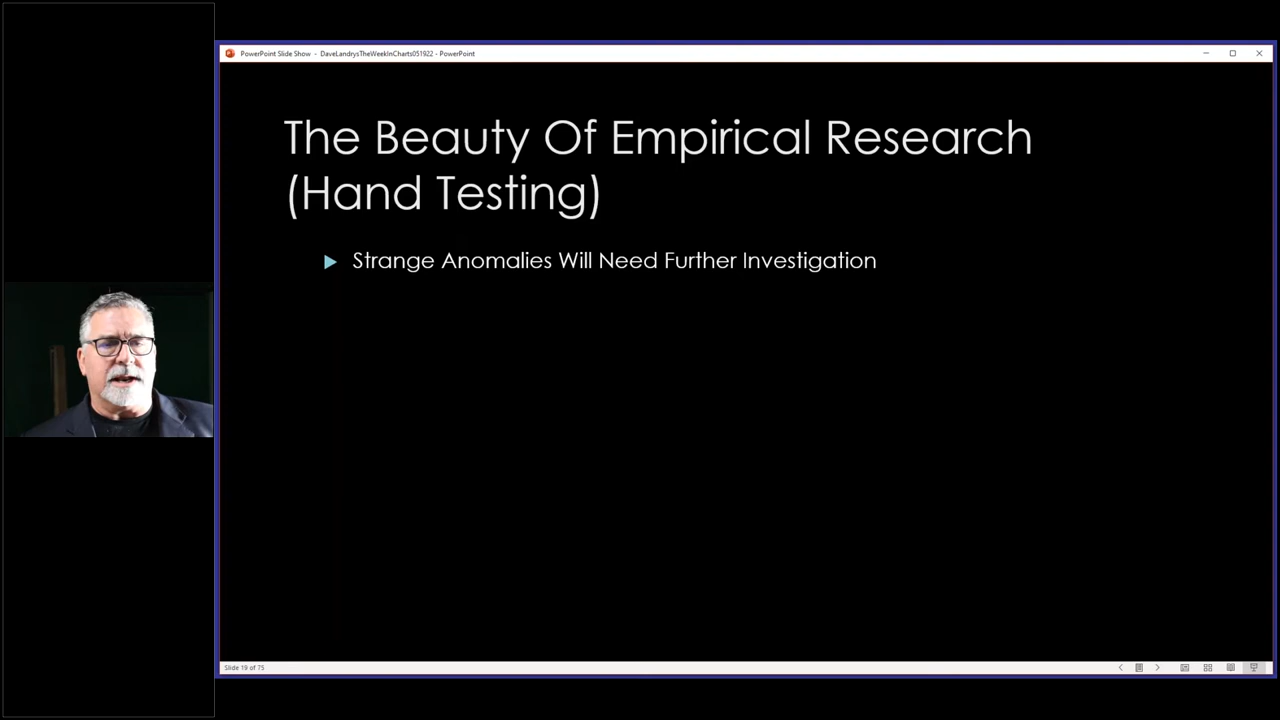 PowerPoint Slide Show - DaveLandrysTheWeekInCharts051922 - PowerPoint
The Beauty Of Empirical Research
(Hand Testing)
Strange Anomalies Will Need Further Investigation
Slide 19 of 75